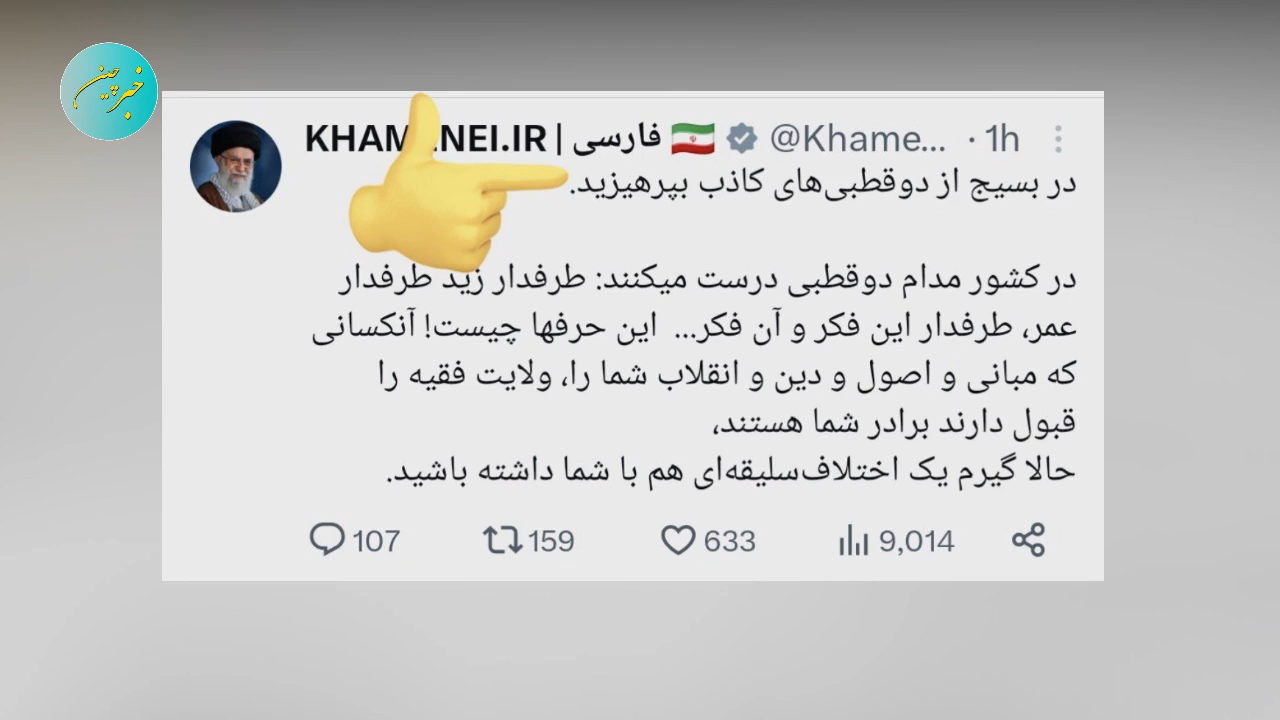 خبرچین
KHAMENEI.IR | فارسی @Khame... · 1h
در بسیج از دوقطبی‌های کاذب بپرهیزید.
در کشور مدام دوقطبی درست میکنند: طرفدار زید طرفدار
عمر، طرفدار این فکر و آن فکر... این حرفها چیست! آنکسانی
که مبانی و اصول و دین و انقلاب شما را، ولایت فقیه را
قبول دارند برادر شما هستند،
حالا گیرم یک اختلاف‌سلیقه‌ای هم با شما داشته باشید.
107 159 633 9,014